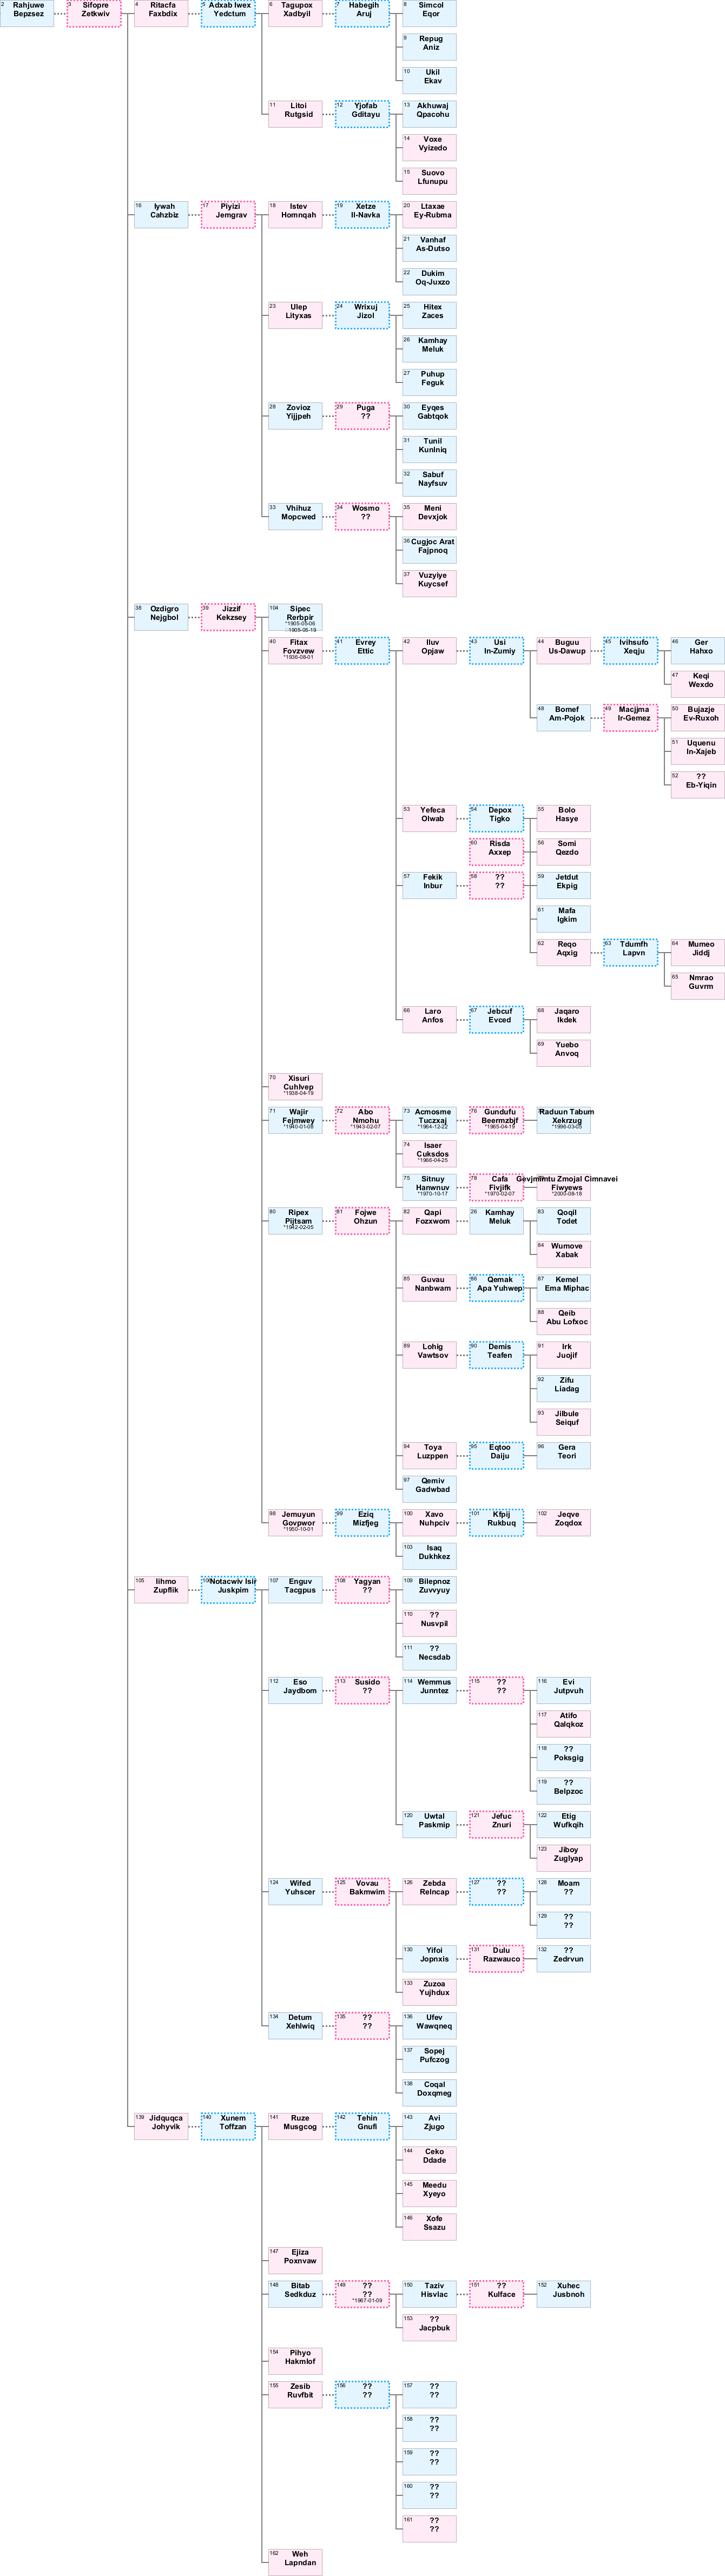 2 Rahjuwe
Bepzsez
3 Sifopre
Zetkwiv
4 Ritacfa
Faxbdix
5 Adxab Iwex
Yedctum
6 Tagupox
Xadbyil
7 Habegih
Aruj
8 Simcol
Eqor
9 Repug
Aniz
10 Ukil
Ekav
11 Litoi
Rutgsid
12 Yjofab
Gditayu
13 Akhuwaj
Qpacohu
14 Voxe
Vyizedo
15 Suovo
Lfunupu
16 Iywah
Cahzbiz
17 Piyizi
Jemgrav
18 Istev
Homnqah
19 Xetze
Il-Navka
20 Ltaxae
Ey-Rubma
21 Vanhaf
As-Dutso
22 Dukim
Oq-Juxzo
23 Ulep
Lityxas
24 Wrixuj
Jizol
25 Hitex
Zaces
26 Kamhay
Meluk
27 Puhup
Feguk
28 Zovioz
Yijjpeh
29 Puga
??
30 Eyqes
Gabtqok
31 Tunil
Kunlniq
32 Sabuf
Nayfsuv
33 Vhihuz
Mopcwed
34 Wosmo
??
35 Meni
Devxjok
36 Cugjoc Arat
Fajpnoq
37 Vuzyiye
Kuycsef
38 Ozdigro
Nejgbol
39 Jizzif
Kekzsey
104 Sipec
Rerbpir
*1905-05-06
1905-05-19
40 Fitax
Fovzvew
*1936-08-01
41 Evrey
Ettic
42 Iluv
Opjaw
43 Usi
In-Zumiy
44 Buguu
Us-Dawup
45 Ivihsufo
Xeqju
46 Ger
Hahxo
47 Keqi
Wexdo
48 Bomef
Am-Pojok
49 Macjjma
Ir-Gemez
50 Bujazje
Ev-Ruxoh
51 Uquenu
In-Xajeb
52 ??
Eb-Yiqin
53 Yefeca
Olwab
54 Depox
Tigko
55 Bolo
Hasye
60 Risda
Axxep
56 Somi
Qezdo
57 Fekik
Inbur
58 ??
??
59 Jetdut
Ekpig
61 Mafa
Igkim
62 Reqo
Aqxig
63 Tdumfh
Lapvn
64 Mumeo
Jiddj
65 Nmrao
Guvrm
66 Laro
Anfos
67 Jebcuf
Evced
68 Jaqaro
Ikdek
69 Yuebo
Anvoq
70 Xisuri
Cuhlvep
*1938-04-19
71 Wajir
Fejmwey
*1940-01-08
72 Abo
Nmohu
*1943-02-07
73 Acmosme
Tuczxaj
*1964-12-22
76 Gundufu
Beermzbjf
*1965-04-19
Raduun Tabum
Xekrzug
*1996-03-05
74 Isaer
Cuksdos
*1966-04-25
75 Sitnuy
Hanwnuv
*1970-10-17
78 Cafa
Fivjifk
*1970-02-07
Zmojal Cimnavei
Fiwyews
*2000-08-18
80 Ripex
Pijtsam
*1942-02-05
81 Fojwe
Ohzun
82 Qapi
Fozxwom
26 Kamhay
Meluk
83 Qoqil
Todet
84 Wumove
Xabak
85 Guvau
Nanbwam
86 Qemak
Apa Yuhwep
87 Kemel
Ema Miphac
88 Qeib
Abu Lofxoc
89 Lohig
Vawtsov
90 Demis
Teafen
91 Irk
Juojif
92 Zifu
Liadag
93 Jilbule
Seiquf
94 Toya
Luzppen
95 Eqtoo
Daiju
96 Gera
Teori
97 Qemiv
Gadwbad
98 Jemuyun
Govpwor
*1950-10-01
99 Eziq
Mizfjeg
100 Xavo
Nuhpciv
101 Kfpij
Rukbuq
102 Jeqve
Zoqdox
103 Isaq
Dukhkez
105 Iihmo
Zupflik
106 Notacwiv Isir
Juskpim
107 Enguv
Tacgpus
108 Yagyan
??
109 Bilepnoz
Zuvvyuy
110 ??
Nusvpil
111 ??
Necsdab
112 Eso
Jaydbom
113 Susido
??
114 Wemmus
Junntez
115 ??
??
116 Evi
Jutpvuh
117 Atifo
Qalqkoz
118 ??
Poksgig
119 ??
Belpzoc
120 Uwtal
Paskmip
121 Jefuc
Znuri
122 Etig
Wufkqih
123 Jiboy
Zuglyap
124 Wifed
Yuhscer
125 Vovau
Bakmwim
126 Zebda
Relncap
127 ??
??
128 Moam
??
129 ??
??
130 Yifoi
Jopnxis
131 Dulu
Razwauco
132 ??
Zedrvun
133 Zuzoa
Yujhdux
134 Detum
Xehlwiq
135 ??
??
136 Ufev
Wawqneq
137 Sopej
Pufczog
138 Coqal
Doxqmeg
139 Jidquqca
Johyvik
140 Xunem
Toffzan
141 Ruze
Musgcog
142 Tehin
Gnufi
143 Avi
Zjugo
144 Ceko
Ddade
145 Meedu
Xyeyo
146 Xofe
Ssazu
147 Ejiza
Poxnvaw
148 Bitab
Sedkduz
149 ??
??
*1967-01-09
150 Taziv
Hisvlac
151 ??
Kulface
152 Xuhec
Jusbnoh
153 ??
Jacpbuk
154 Pihyo
Hakmlof
155 Zesib
Ruvfbit
156 ??
??
157 ??
??
158 ??
??
159 ??
??
160 ??
??
161 ??
??
162 Weh
Lapndan